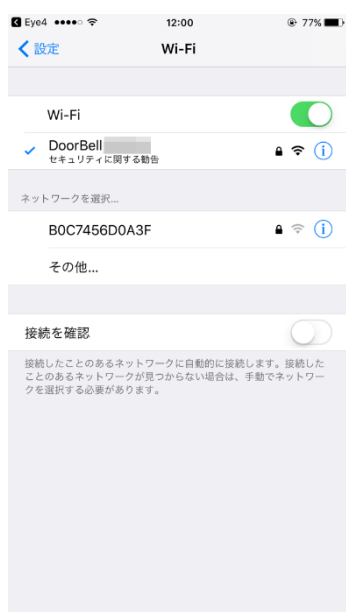 Eye4 12:00 77%
設定 Wi-Fi
Wi-Fi
DoorBell
セキュリティに関する勧告
ネットワークを選択...
B0C7456D0A3F
その他...
接続を確認
接続したことのあるネットワークに自動的に接続します。接続した
ことのあるネットワークが見つからない場合は、手動でネットワー
クを選択する必要があります。